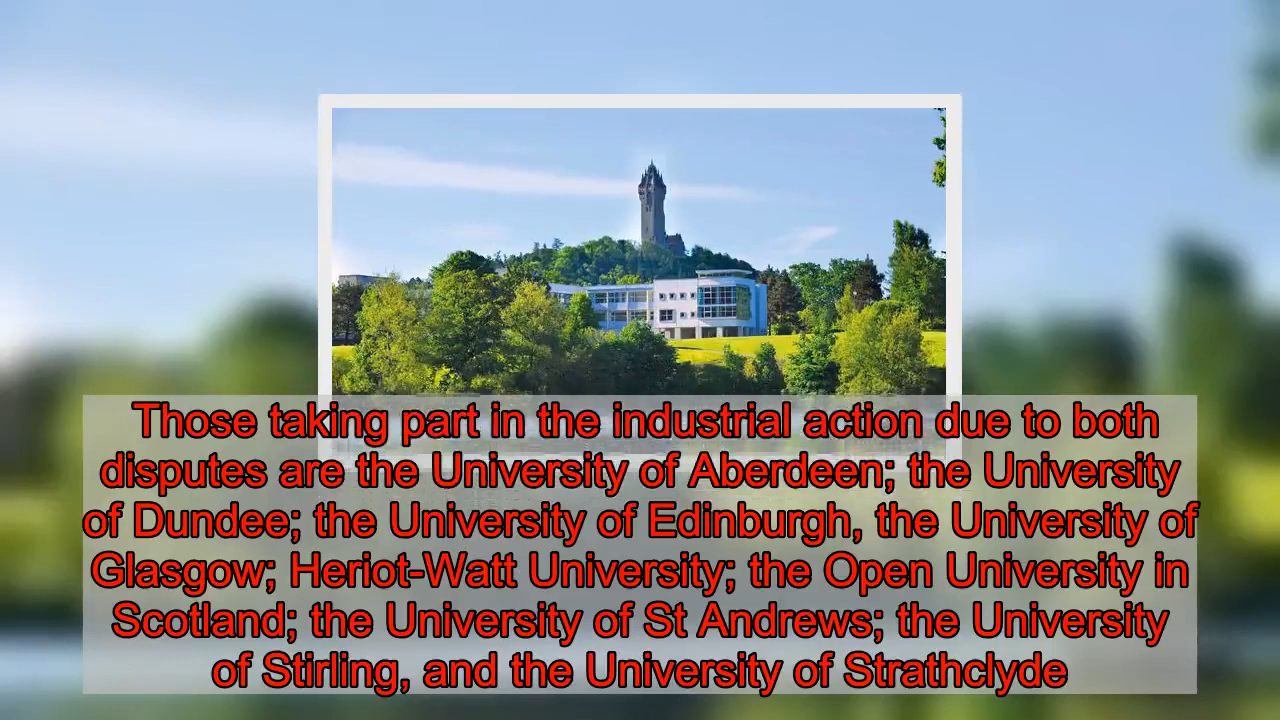 Those taking part in the industrial action due to both
disputes are the University of Aberdeen; the University
of Dundee; the University of Edinburgh, the University of
Glasgow; Heriot-Watt University; the Open University in
Scotland; the University of St Andrews; the University
of Stirling, and the University of Strathclyde